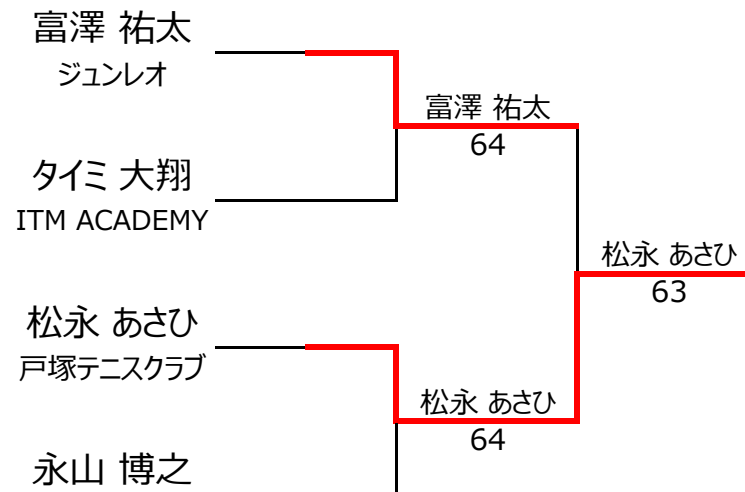 富澤 祐太
ジュンレオ
富澤 祐太
64
タイミ 大翔
ITM ACADEMY
松永 あさひ
63
松永 あさひ
戸塚テニスクラブ
松永 あさひ
64
永山 博之